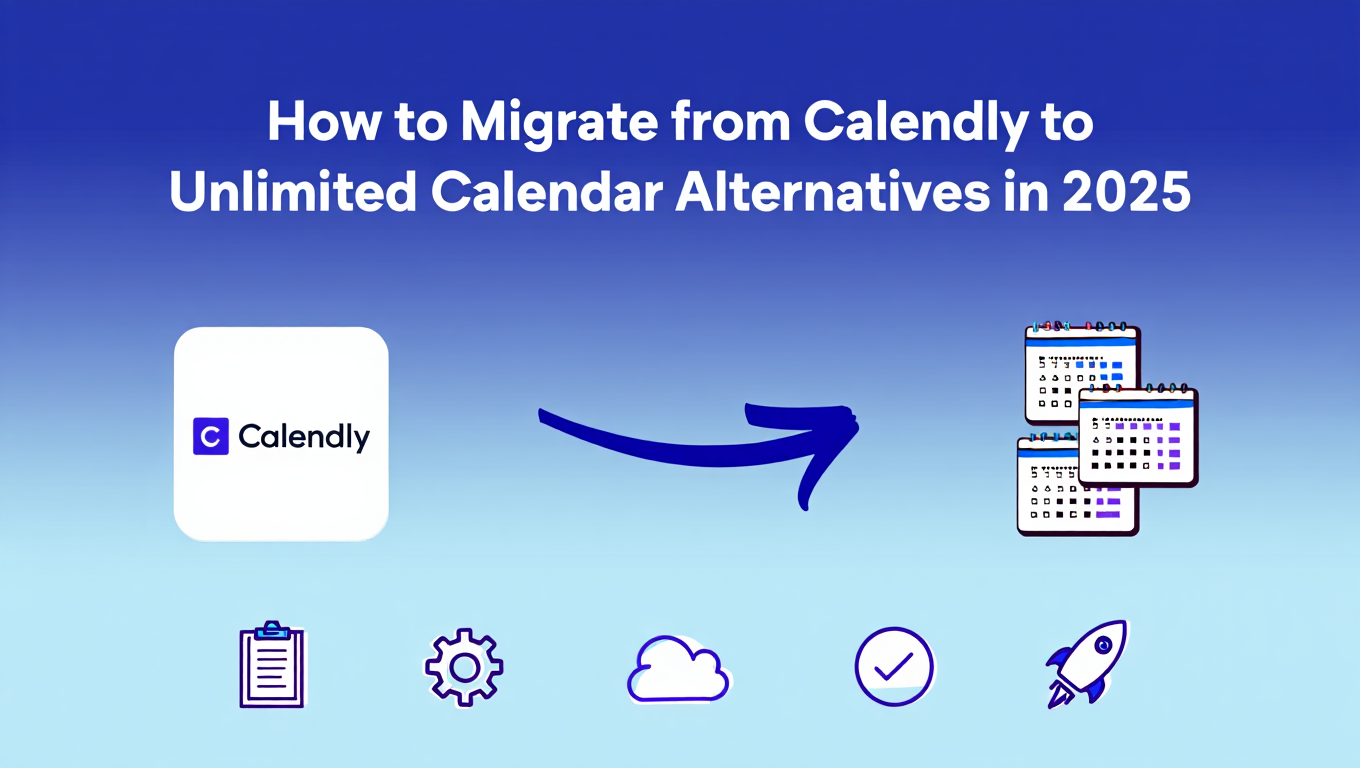 How to Migrate from Calendly to
Unlimited Calendar Alternatives in 2025
C Calendly